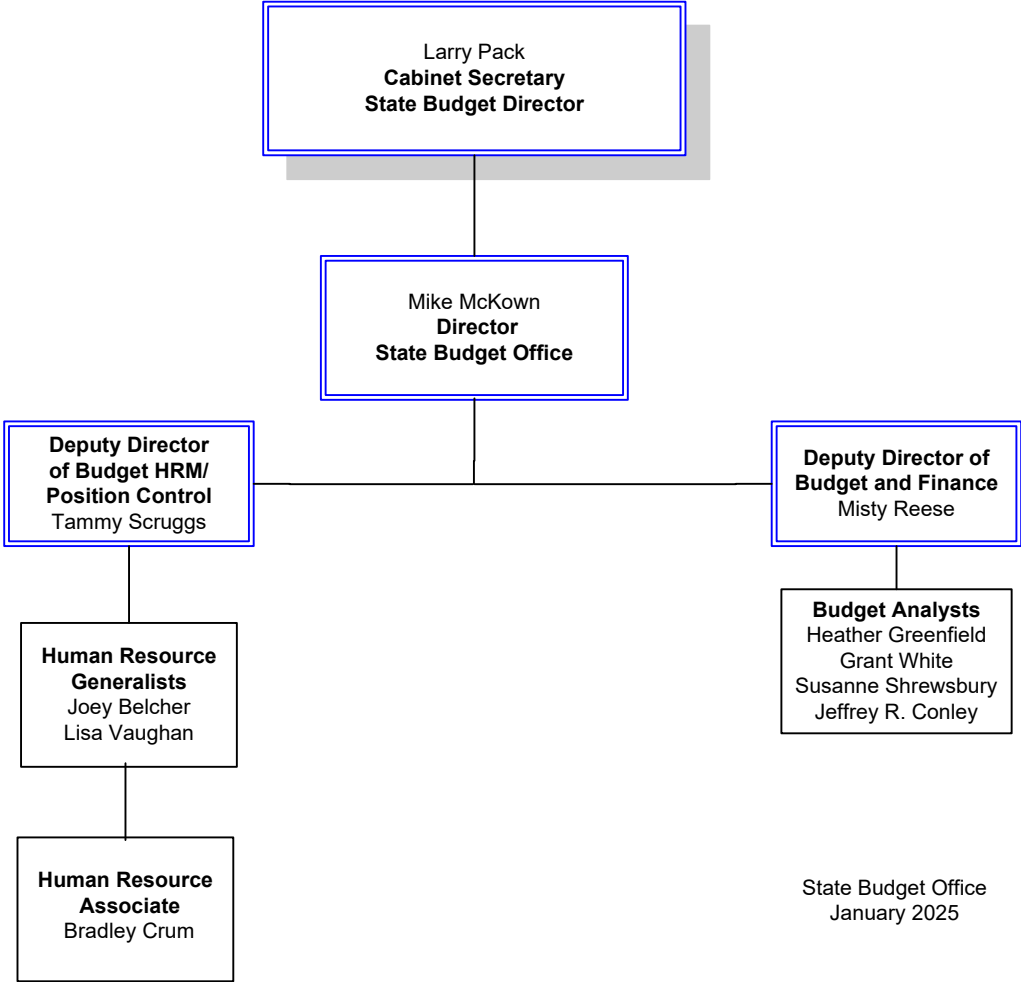 Larry Pack
Cabinet Secretary
State Budget Director
Mike McKown
Director
State Budget Office
Deputy Director
of Budget HRM/
Position Control
Tammy Scruggs
Deputy Director of
Budget and Finance
Misty Reese
Human Resource
Generalists
Joey Belcher
Lisa Vaughan
Budget Analysts
Heather Greenfield
Grant White
Susanne Shrewsbury
Jeffrey R. Conley
Human Resource
Associate
Bradley Crum
State Budget Office
January 2025